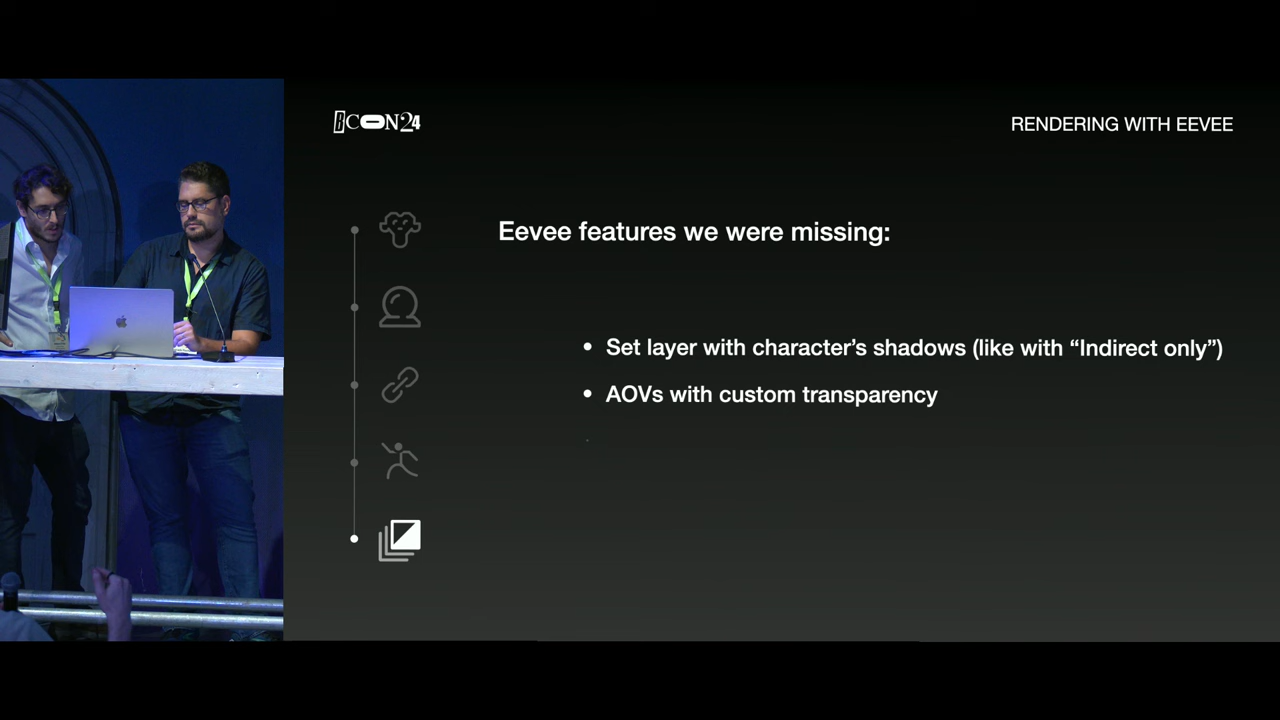 BCON24
RENDERING WITH EEVEE
Eevee features we were missing:
• Set layer with character’s shadows (like with “Indirect only”)
• AOVs with custom transparency